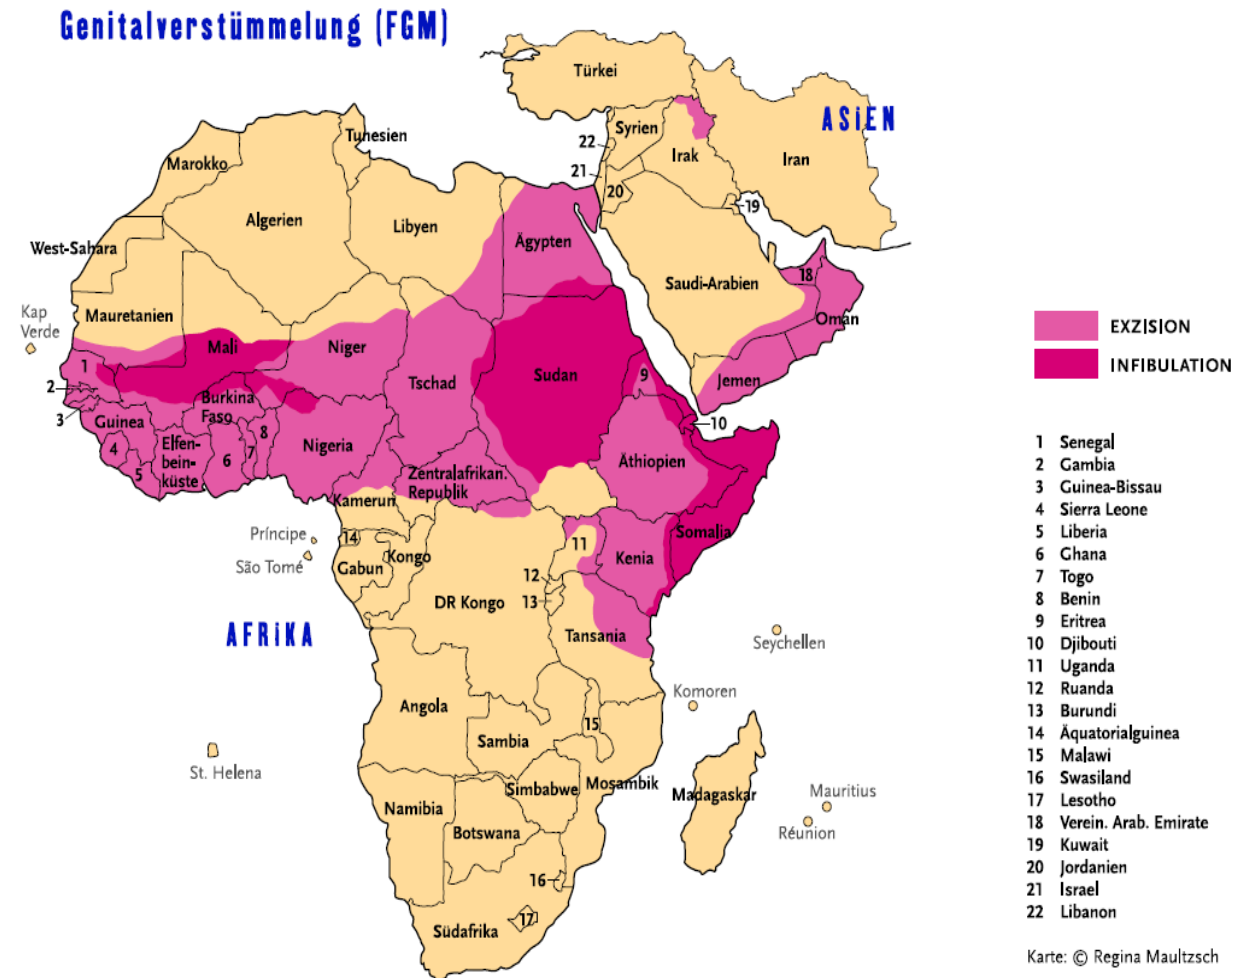 Genitalverstümmelung (FGM)
Türkei
ASiEN
Tunesien
Syrien
22
Marokko
Irak
Iran
21
20
19
Algerien
Libyen
Ägypten
West-Sahara
18
Saudi-Arabien
Kap
Verde
Mauretanien
Oman
EXZISION
Mali
Niger
INFIBULATION
1
Sudan
9
Jemen
2
Tschad
Burkina
Faso
3
Guinea
10
8
Elfen-
bein-
küste
Nigeria
4
7
6
5
Äthiopien
Zentralafrikan.
Republik
Kamerun
Príncipe
14
Somalia
São Tomé
Kongo
11
Kenia
Gabun
12
DR Kongo
13
AFRiKA
Tansania
Seychellen
Komoren
Angola
15
Sambia
St. Helena
Mosambik
Simbabwe
Madagaskar
Mauritius
Namibia
Réunion
Botswana
16
17
Südafrika
1 Senegal
2 Gambia
3 Guinea-Bissau
4 Sierra Leone
5 Liberia
6 Ghana
7 Togo
8 Benin
9 Eritrea
10 Djibouti
11 Uganda
12 Ruanda
13 Burundi
14 Äquatorialguinea
15 Malawi
16 Swasiland
17 Lesotho
18 Verein. Arab. Emirate
19 Kuwait
20 Jordanien
21 Israel
22 Libanon
Karte: © Regina Maultzsch